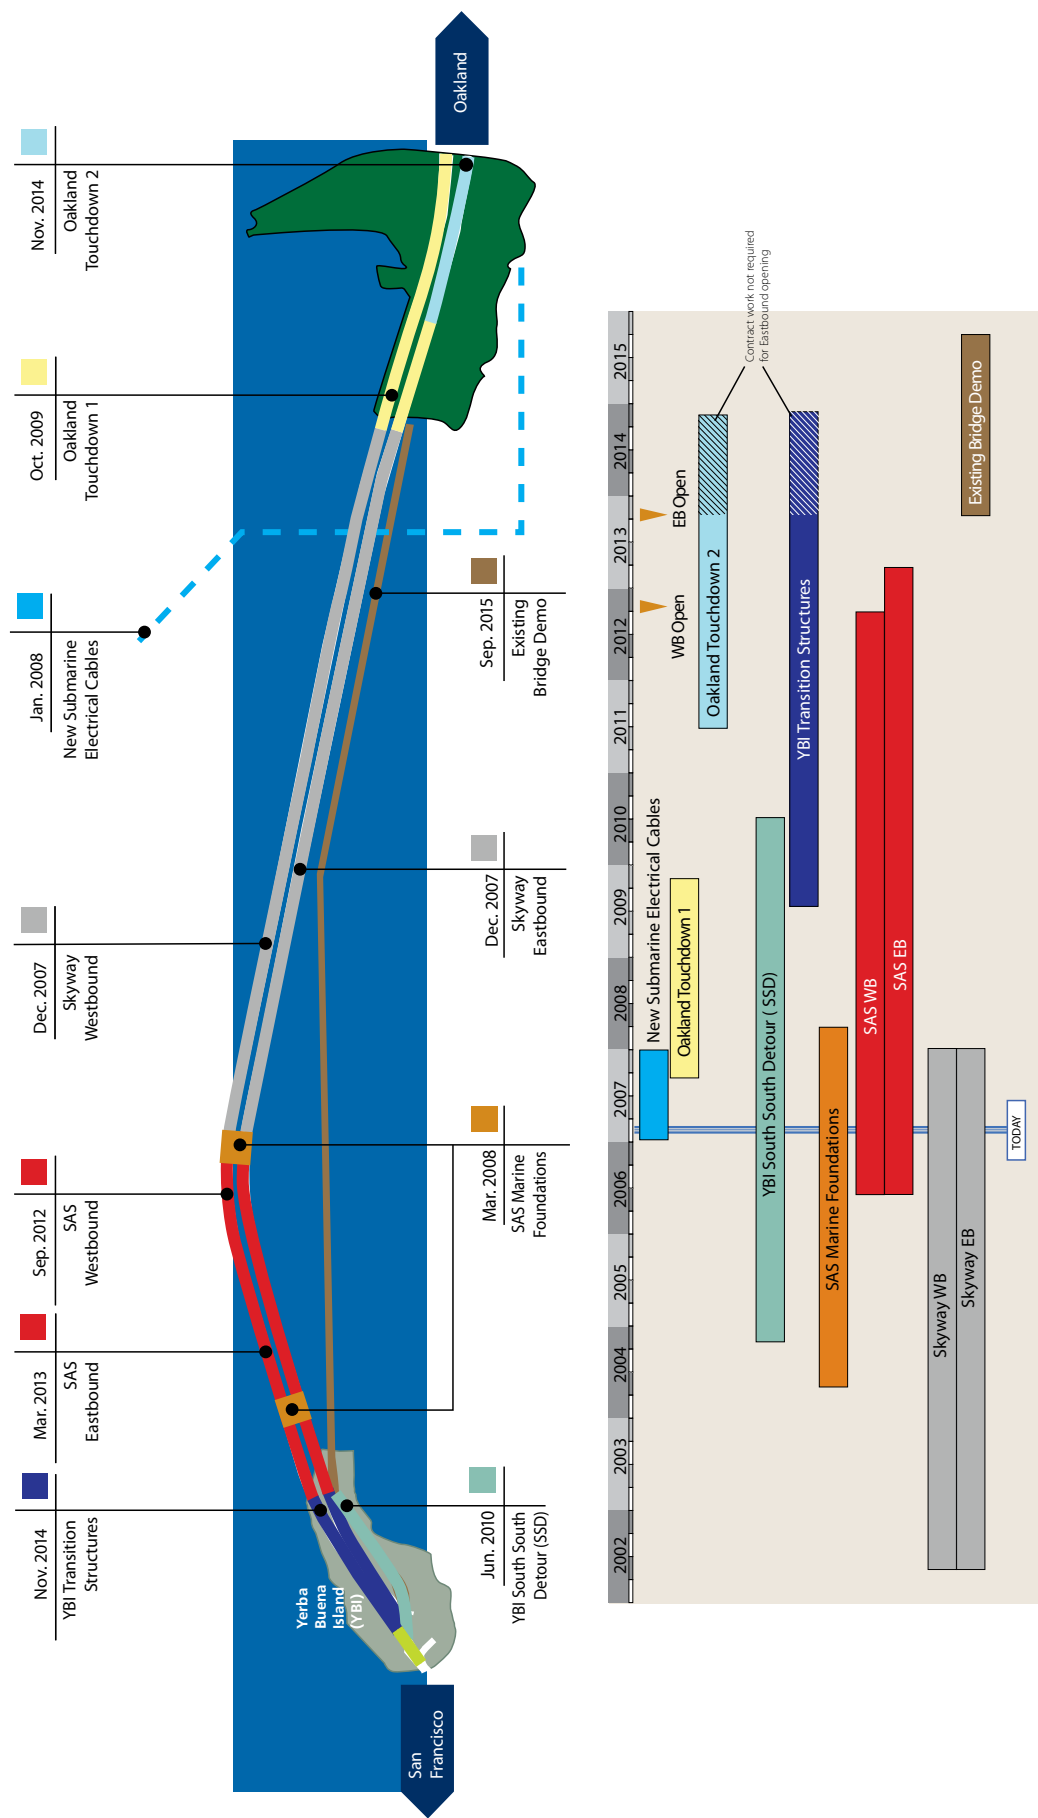 Nov. 2014
YBI Transition
Structures
Mar. 2013
SAS
Eastbound
Sep. 2012
SAS
Westbound
Dec. 2007
Skyway
Westbound
Jan. 2008
New Submarine
Electrical Cables
Oct. 2009
Oakland
Touchdown 1
Nov. 2014
Oakland
Touchdown 2
Yerba
Buena
Island
(YBI)
San
Francisco
Oakland
Jun. 2010
YBI South South
Detour (SSD)
Mar. 2008
SAS Marine
Foundations
Dec. 2007
Skyway
Eastbound
Sep. 2015
Existing
Bridge Demo
2002
2003
2004
2005
2006
2007
2008
2009
2010
2011
2012
2013
2014
2015
New Submarine Electrical Cables
WB Open
EB Open
Oakland Touchdown 1
Oakland Touchdown 2
Contract work not required
for Eastbound opening
YBI South South Detour ( SSD)
YBI Transition Structures
SAS Marine Foundations
SAS WB
SAS EB
Skyway WB
Skyway EB
Existing Bridge Demo
TODAY